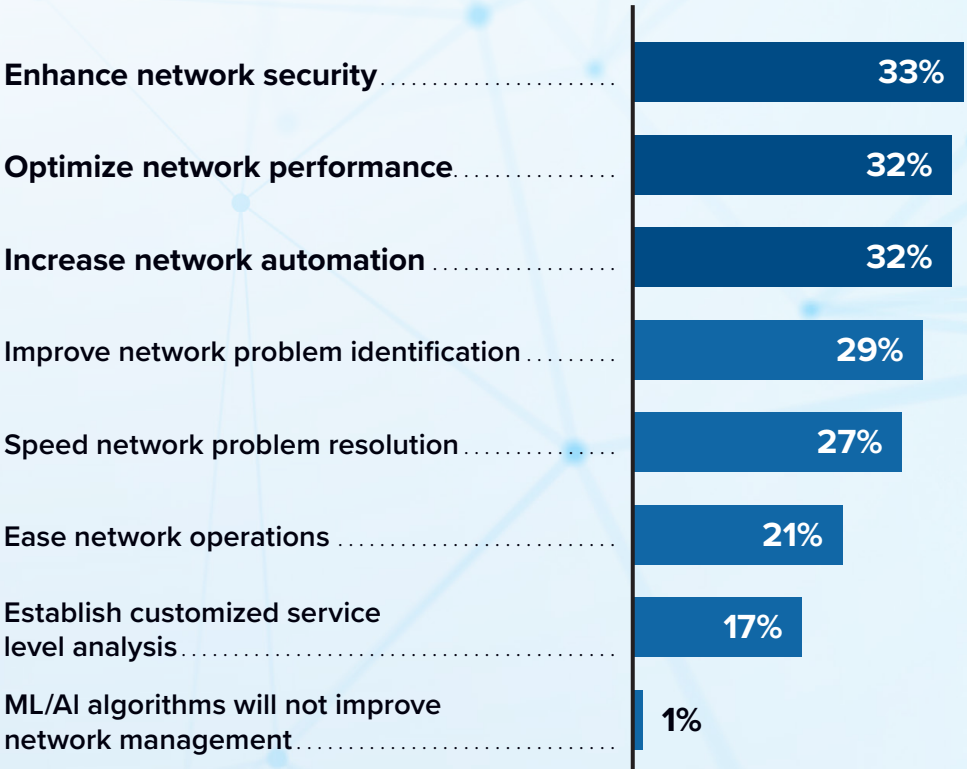 Enhance network security 33%
Optimize network performance 32%
Increase network automation 32%
Improve network problem identification 29%
Speed network problem resolution 27%
Ease network operations 21%
Establish customized service
level analysis 17%
ML/AI algorithms will not improve
network management 1%